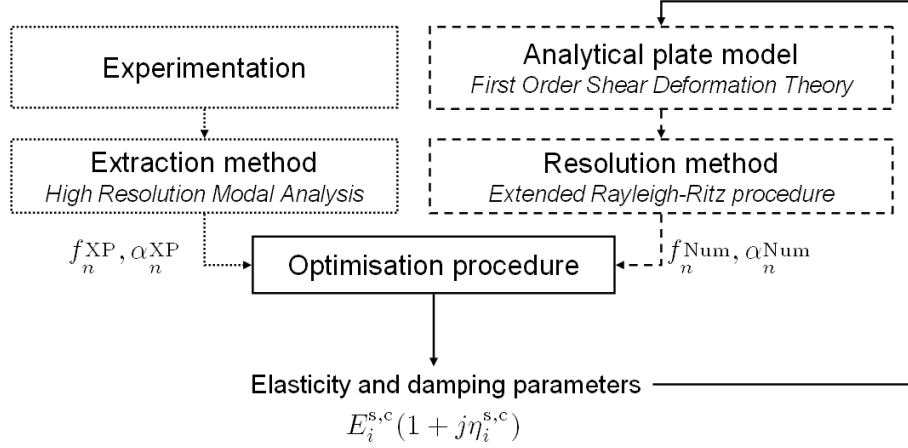 Experimentation
Analytical plate model
First Order Shear Deformation Theory
Extraction method
High Resolution Modal Analysis
Resolution method
Extended Rayleigh-Ritz procedure
f_n^XP, α_n^XP
Optimisation procedure
f_n^Num, α_n^Num
Elasticity and damping parameters
E_i^s,c(1 + jη_i^s,c)